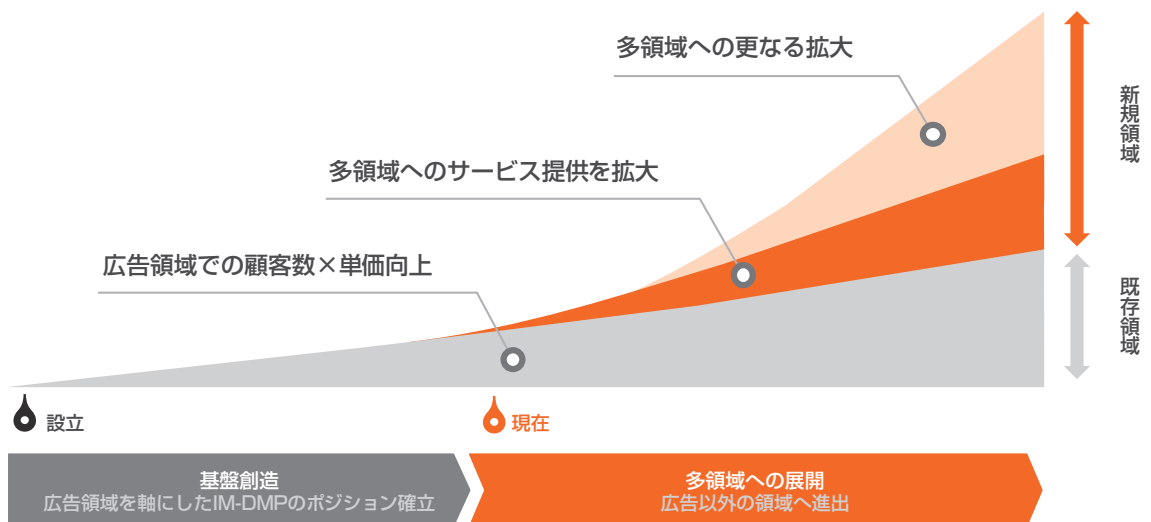 多領域への更なる拡大
多領域へのサービス提供を拡大
広告領域での顧客数×単価向上
新規領域
既存領域
設立
現在
基盤創造
広告領域を軸にしたIM-DMPのポジション確立
多領域への展開
広告以外の領域へ進出